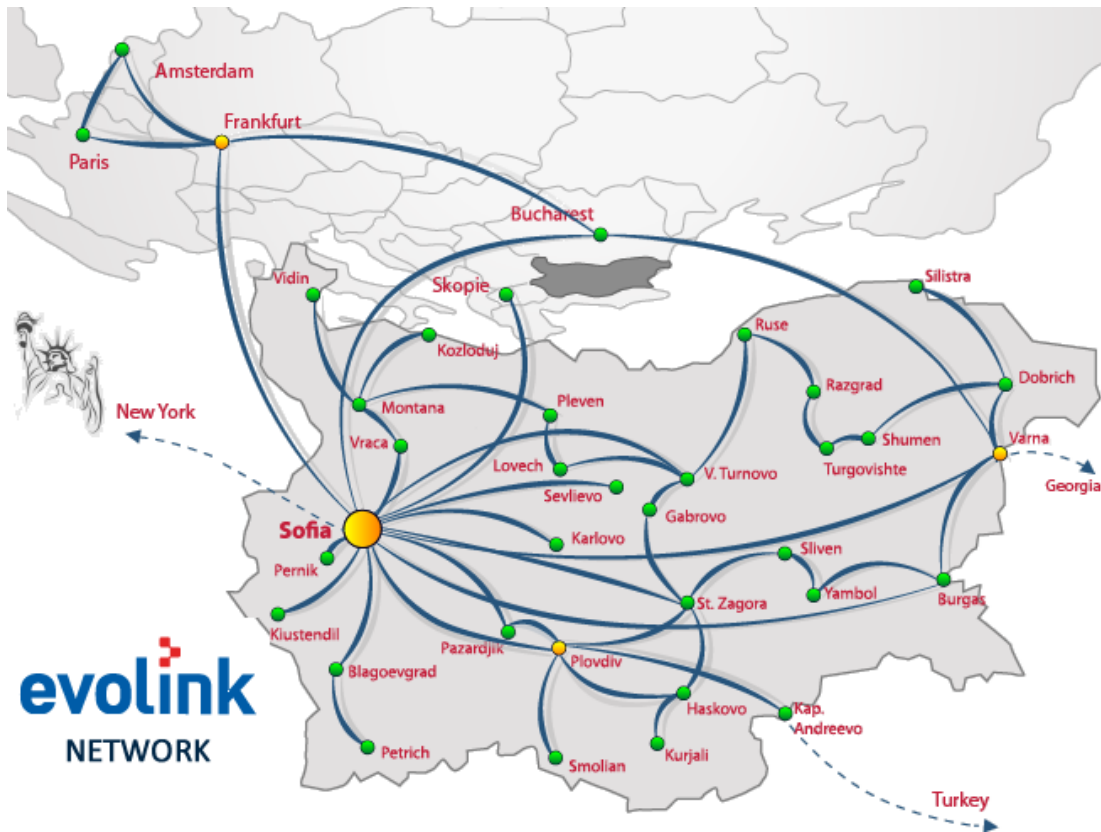 Amsterdam
Frankfurt
Paris
Bucharest
Vidin
Skopie
Silistra
Kozloduj
Ruse
Razgrad
Dobrich
New York
Montana
Pleven
Vraca
Shumen
Varna
Lovech
V. Turnovo
Turgovishte
Georgia
Sevlievo
Gabrovo
Sofia
Karlovo
Sliven
Pernik
Yambol
Burgas
St. Zagora
Kiustendil
Pazardjik
Plovdiv
Blagoevgrad
Haskovo
Kap.
Andreevo
Petrich
Smolian
Kurjali
Turkey
evolink
NETWORK